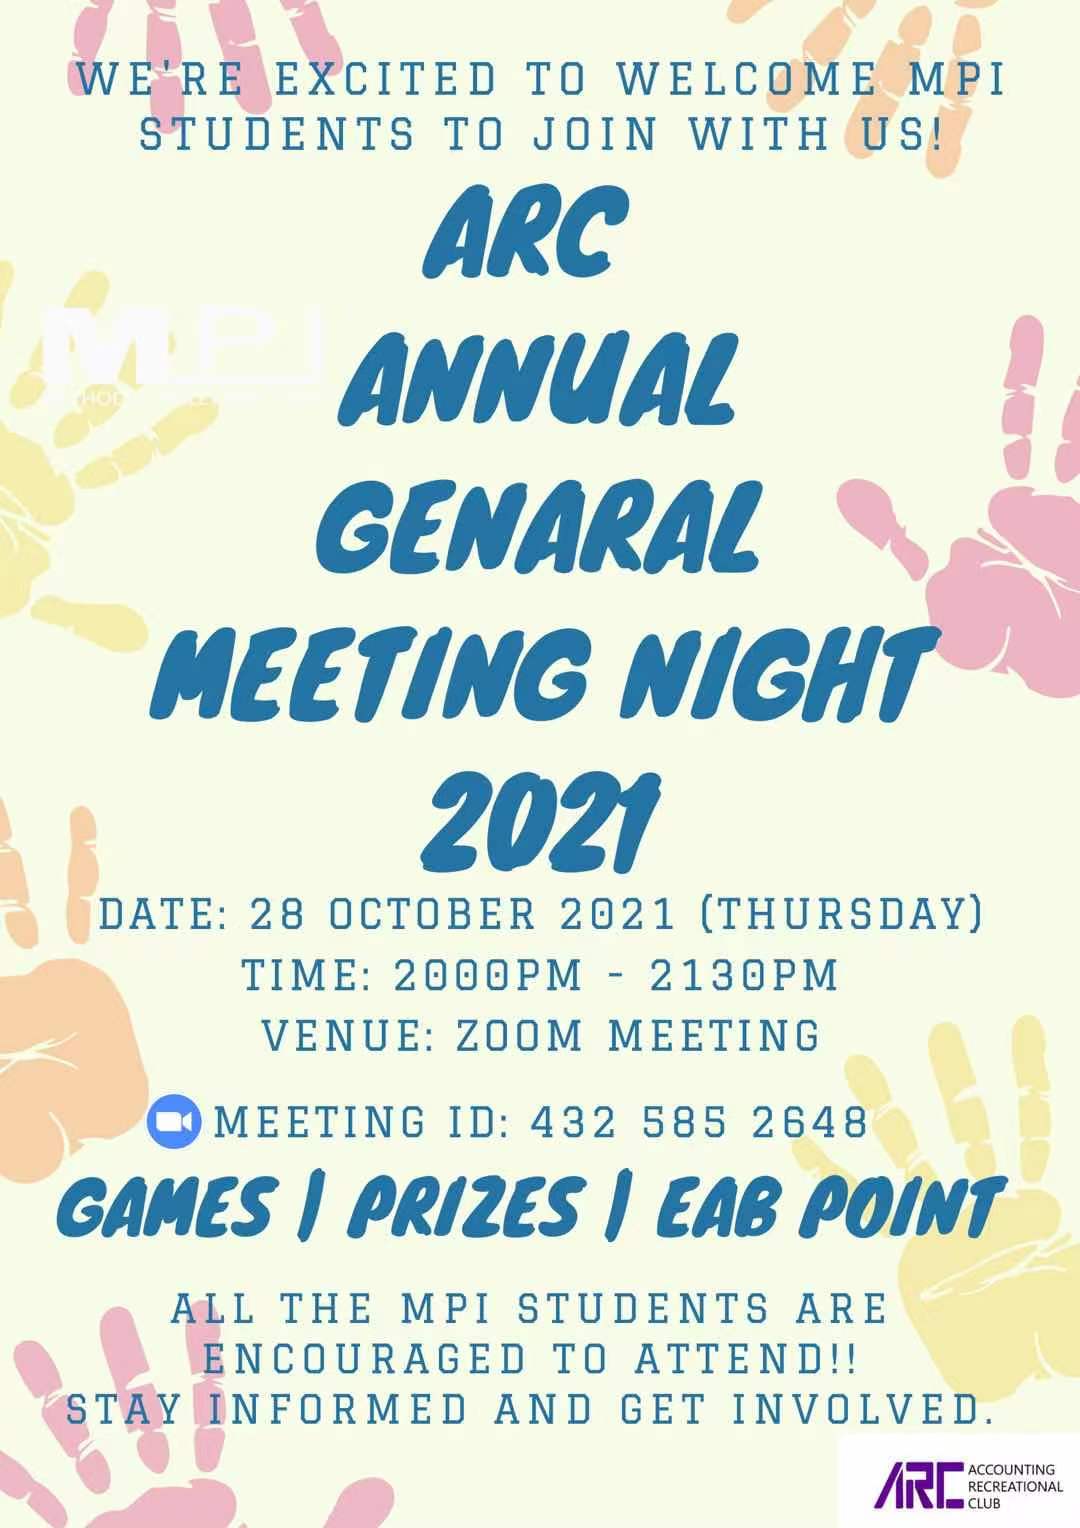 WE'RE EXCITED TO WELCOME MPI
STUDENTS TO JOIN WITH US!
ARC
ANNUAL
GENARAL
MEETING NIGHT
2021
MPI
DATE: 28 OCTOBER 2021 (THURSDAY)
TIME: 2000PM - 2130PM
VENUE: ZOOM MEETING
MEETING ID: 432 585 2648
GAMES | PRIZES | EAB POINT
ALL THE MPI STUDENTS ARE
ENCOURAGED TO ATTEND!!
STAY INFORMED AND GET INVOLVED.
ARC ACCOUNTING
RECREATIONAL
CLUB